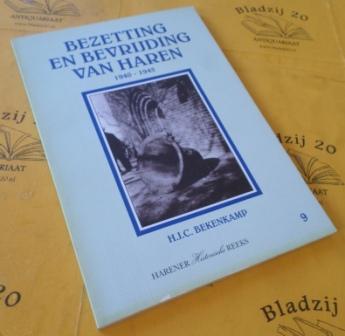 Bladzij 20
ANTIQUARIAAT
BEZETTING
EN BEVRIJDING
VAN HAREN
1940 - 1945
H.J.C. BEKENKAMP
9
HARENER Historische REEKS
Bladzij 20
Bladzij 20